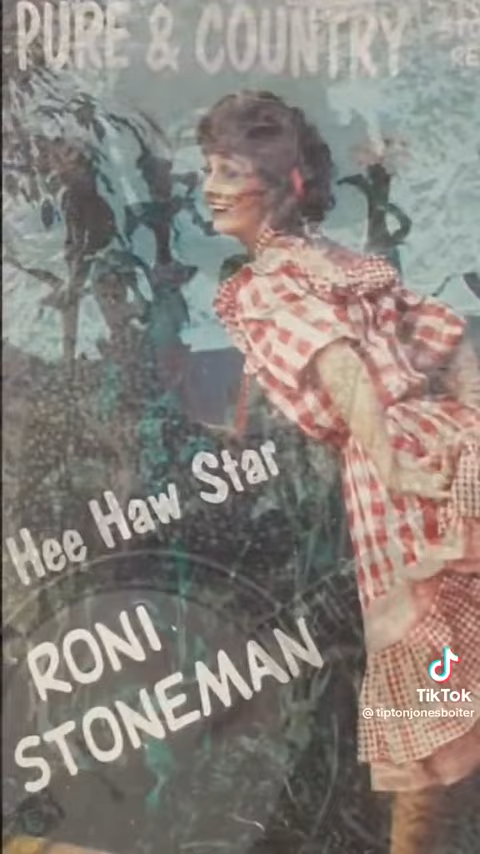 PURE & COUNTRY
Hee Haw Star
RONI
STONEMAN
TikTok
@tiptonjonesboiter